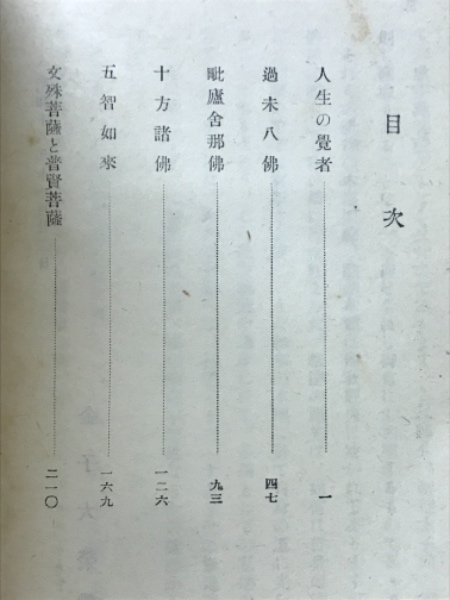 目次
人生の覺者………一
過未八佛………四七
毗盧舍那佛………九三
十方諸佛………一二六
五智如來………一六九
文殊菩薩と普賢菩薩………二一〇